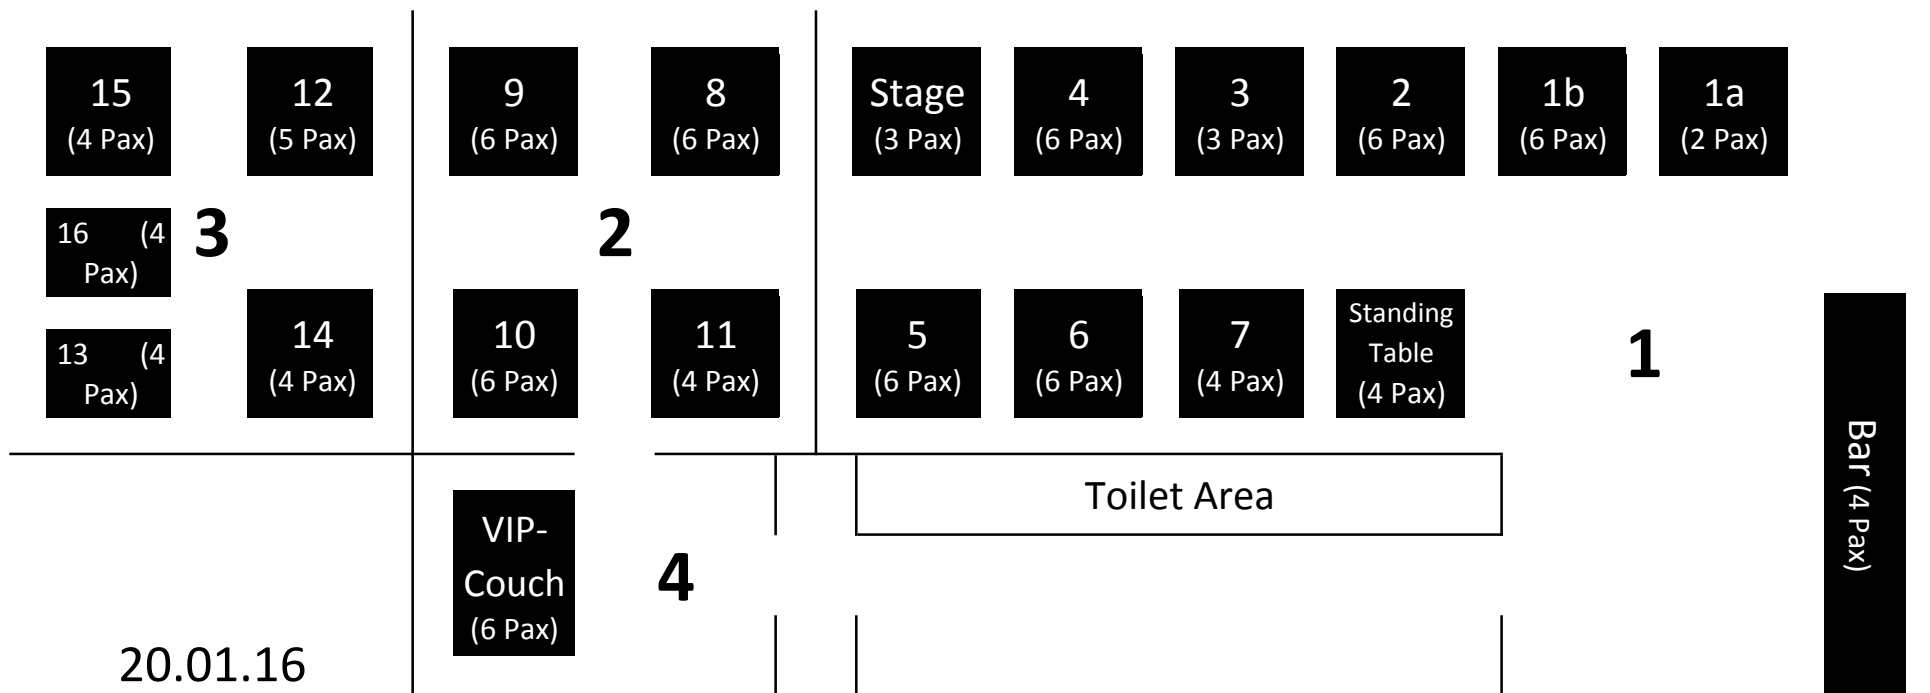 15
(4 Pax)
12
(5 Pax)
9
(6 Pax)
8
(6 Pax)
Stage
(3 Pax)
4
(6 Pax)
3
(3 Pax)
2
(6 Pax)
1b
(6 Pax)
1a
(2 Pax)
16 (4
Pax)
3
2
13 (4
Pax)
14
(4 Pax)
10
(6 Pax)
11
(4 Pax)
5
(6 Pax)
6
(6 Pax)
7
(4 Pax)
Standing
Table
(4 Pax)
1
Bar (4 Pax)
Toilet Area
VIP-
Couch
(6 Pax)
4
20.01.16